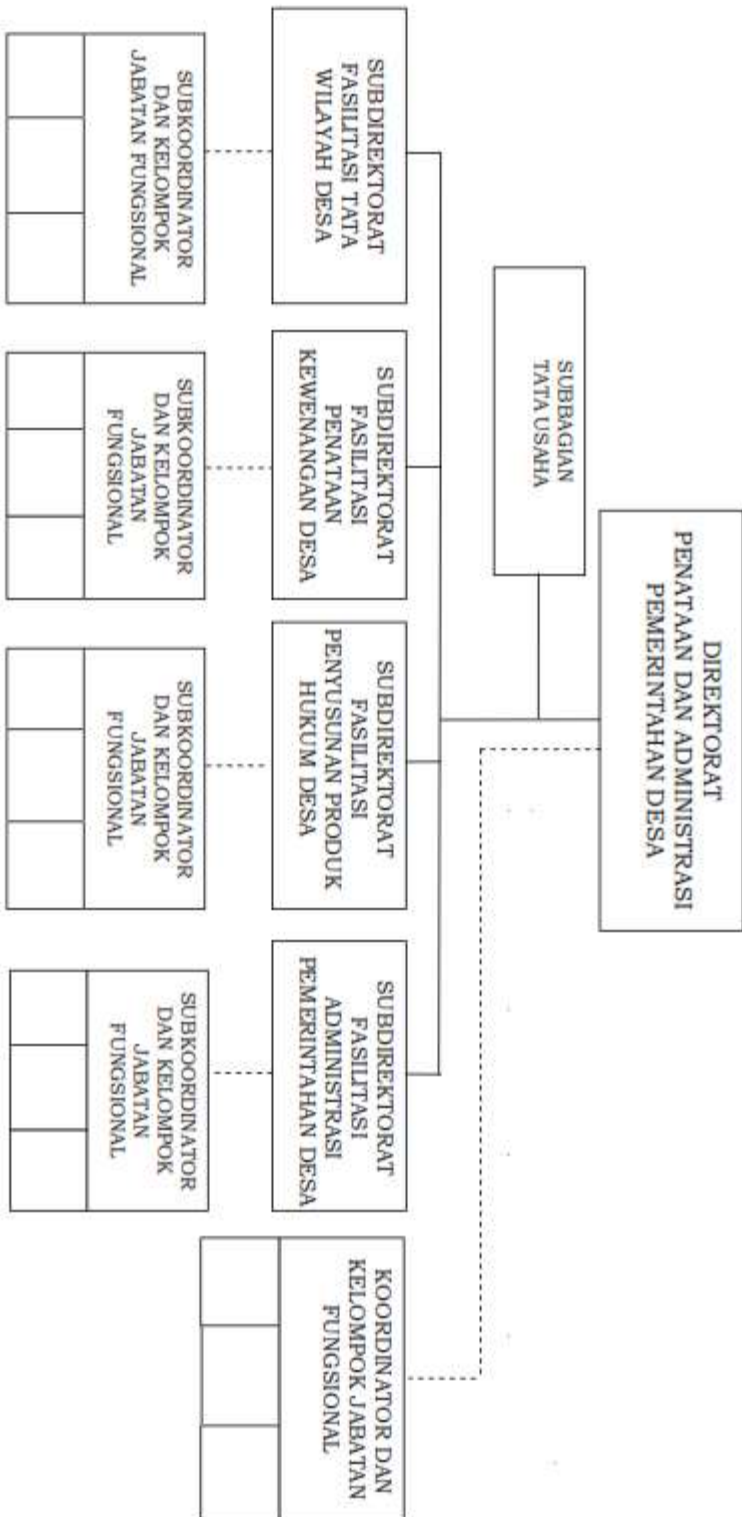 DIREKTORAT
PENATAAN DAN ADMINISTRASI
PEMERINTAHAN DESA
SUBBAGIAN
TATA USAHA
SUBDIREKTORAT
FASILITASI TATA
WILAYAH DESA
SUBDIREKTORAT
FASILITASI
PENATAAN
KEWENANGAN DESA
SUBDIREKTORAT
FASILITASI
PENYUSUNAN PRODUK
HUKUM DESA
SUBDIREKTORAT
FASILITASI
ADMINISTRASI
PEMERINTAHAN DESA
KOORDINATOR DAN
KELOMPOK JABATAN
FUNGSIONAL
SUBKOORDINATOR
DAN KELOMPOK
JABATAN FUNGSIONAL
SUBKOORDINATOR
DAN KELOMPOK
JABATAN
FUNGSIONAL
SUBKOORDINATOR
DAN KELOMPOK
JABATAN
FUNGSIONAL
SUBKOORDINATOR
DAN KELOMPOK
JABATAN
FUNGSIONAL